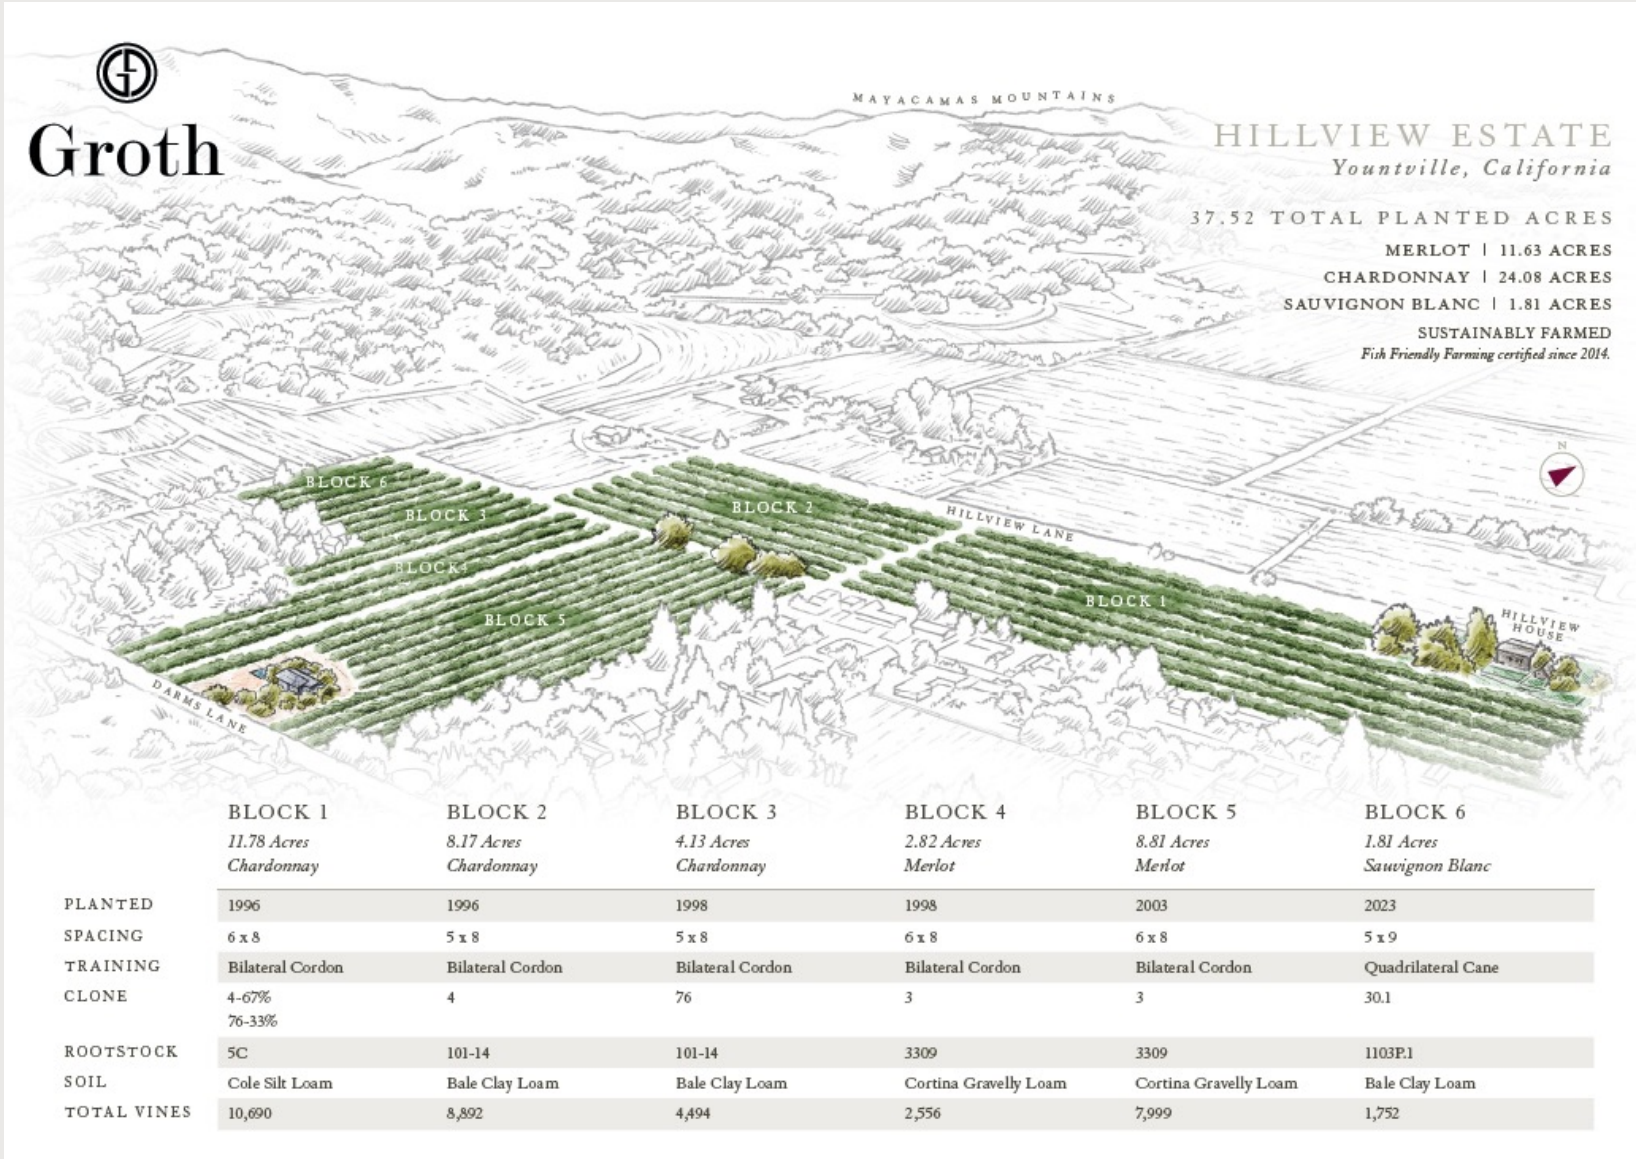 Groth
MAYACAMAS MOUNTAINS
HILLVIEW ESTATE
Yountville, California
37.52 TOTAL PLANTED ACRES
MERLOT | 11.63 ACRES
CHARDONNAY | 24.08 ACRES
SAUVIGNON BLANC | 1.81 ACRES
SUSTAINABLY FARMED
Fish Friendly Farming certified since 2014.
N
BLOCK 6
BLOCK 3
BLOCK 2
HILLVIEW LANE
BLOCK4
BLOCK 5
BLOCK 1
HILLVIEW
HOUSE
DARMS LANE
BLOCK 1 BLOCK 2 BLOCK 3 BLOCK 4 BLOCK 5 BLOCK 6
11.78 Acres 8.17 Acres 4.13 Acres 2.82 Acres 8.81 Acres 1.81 Acres
Chardonnay Chardonnay Chardonnay Merlot Merlot Sauvignon Blanc
PLANTED 1996 1996 1998 1998 2003 2023
SPACING 6 x 8 5 x 8 5 x 8 6 x 8 6 x 8 5 x 9
TRAINING Bilateral Cordon Bilateral Cordon Bilateral Cordon Bilateral Cordon Bilateral Cordon Quadrilateral Cane
CLONE 4-67% 4 76 3 3 30.1
76-33%
ROOTSTOCK 5C 101-14 101-14 3309 3309 1103P.1
SOIL Cole Silt Loam Bale Clay Loam Bale Clay Loam Cortina Gravelly Loam Cortina Gravelly Loam Bale Clay Loam
TOTAL VINES 10,690 8,892 4,494 2,556 7,999 1,752